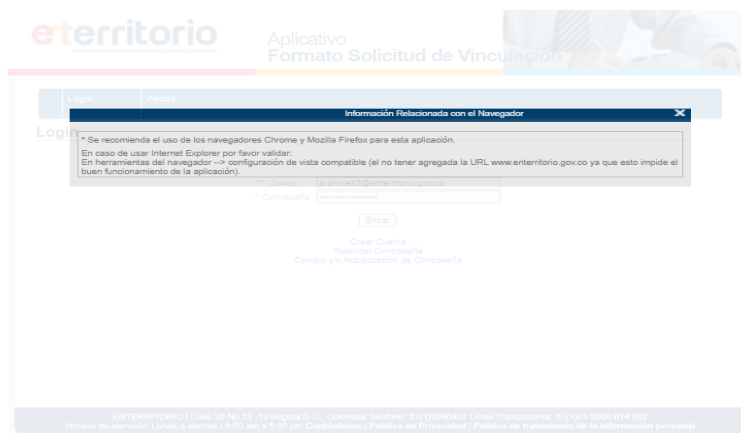 enterritorio
Aplicativo
Formato Solicitud de Vinculación
Login
Ayuda
Información Relacionada con el Navegador
Login
* Se recomienda el uso de los navegadores Chrome y Mozilla Firefox para esta aplicación.
En caso de usar Internet Explorer por favor validar:
En herramientas del navegador --> configuración de vista compatible (el no tener agregada la URL www.enterritorio.gov.co ya que esto impide el
buen funcionamiento de la aplicación).
* Contraseña
Entrar
Crear Cuenta
Recordar Contraseña
Cambio y/o Actualización de Contraseña
ENTERRITORIO | Calle 26 No 13 -19 Bogotá D.C., Colombia Teléfono: 57(1)5940407 Línea Transparente: 57(1)01 8000 914 502
Horario de atención: Lunes a viernes | 8:00 am a 5:00 pm Contáctenos | Política de Privacidad | Política de tratamiento de la información personal